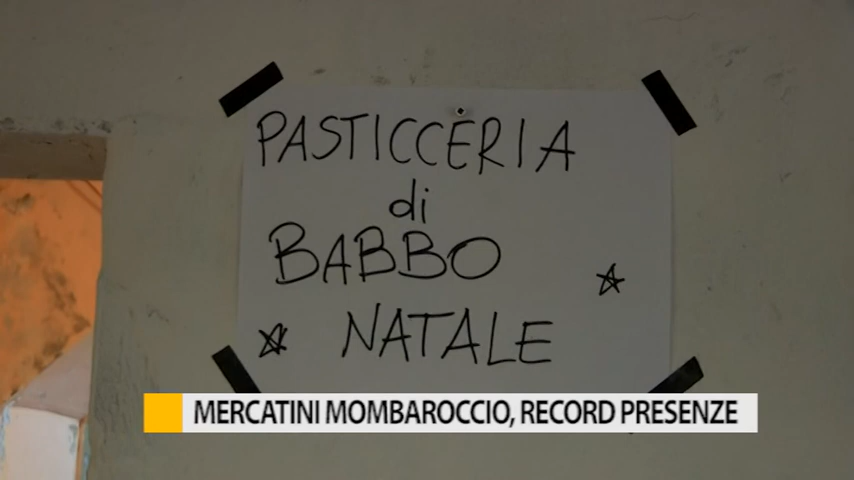 PASTICCERIA
di
BABBO
NATALE
MERCATINI MOMBAROCCIO, RECORD PRESENZE